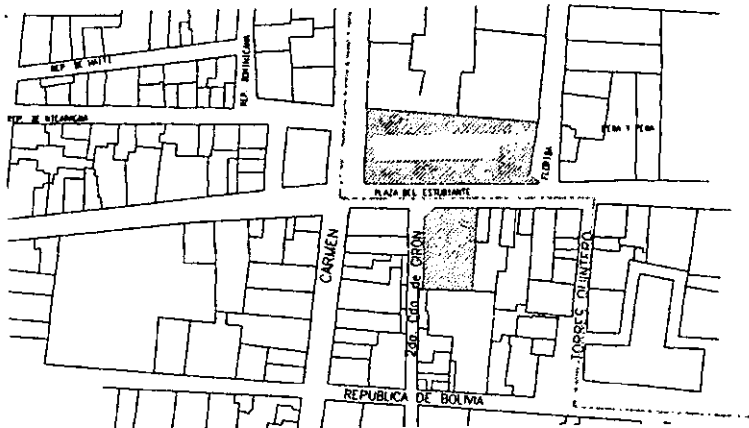 REP. DE HAITI
REP. DOMINICANA
REP. DE NICARAGUA
PEÑA Y PEÑA
FLORIDA
PLAZA DEL ESTUDIANTE
CARMEN
2do. Cda. de GIRON
TORRES QUINTERO
REPUBLICA DE BOLIVIA